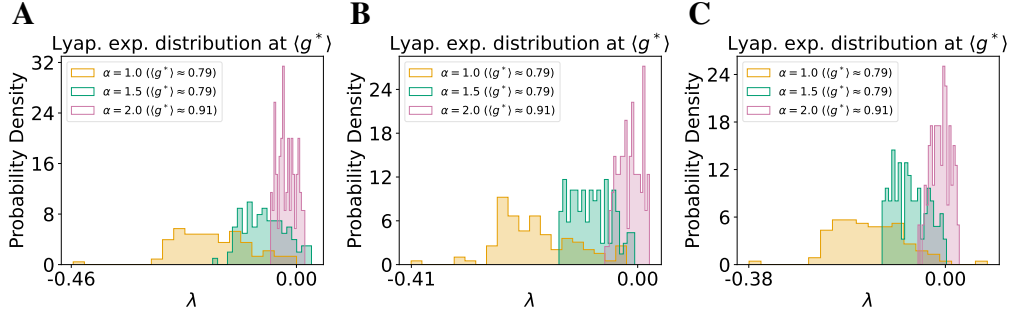 A
Lyap. exp. distribution at ⟨g*⟩
α = 1.0 (⟨g*⟩ ≈ 0.79)
α = 1.5 (⟨g*⟩ ≈ 0.79)
α = 2.0 (⟨g*⟩ ≈ 0.91)
Probability Density
32
24
16
8
0
-0.46
0.00
λ
B
Lyap. exp. distribution at ⟨g*⟩
α = 1.0 (⟨g*⟩ ≈ 0.79)
α = 1.5 (⟨g*⟩ ≈ 0.79)
α = 2.0 (⟨g*⟩ ≈ 0.91)
Probability Density
24
18
12
6
0
-0.41
0.00
λ
C
Lyap. exp. distribution at ⟨g*⟩
α = 1.0 (⟨g*⟩ ≈ 0.79)
α = 1.5 (⟨g*⟩ ≈ 0.79)
α = 2.0 (⟨g*⟩ ≈ 0.91)
Probability Density
24
18
12
6
0
-0.38
0.00
λ